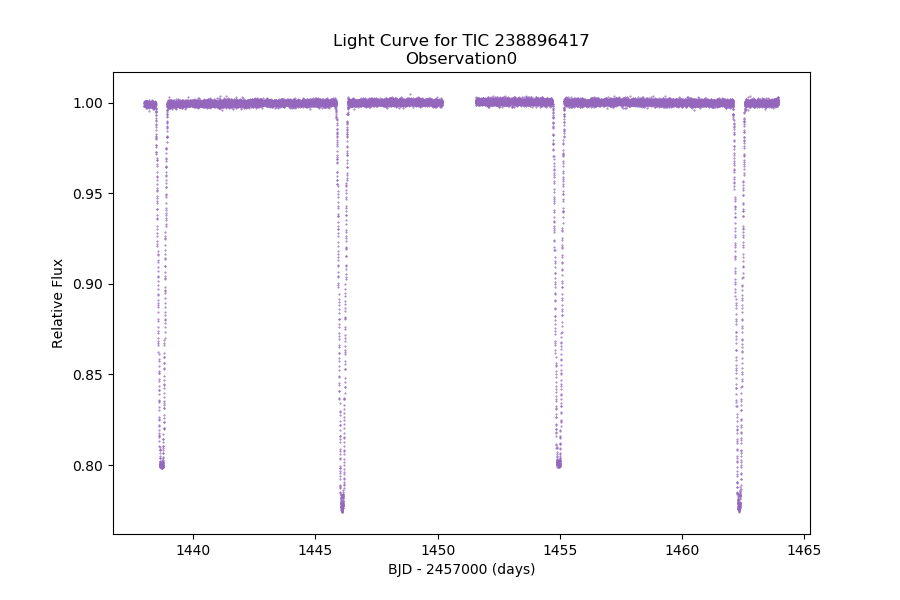 Light Curve for TIC 238896417
Observation0
1.00
0.95
0.90
0.85
0.80
Relative Flux
1440
1445
1450
1455
1460
1465
BJD - 2457000 (days)